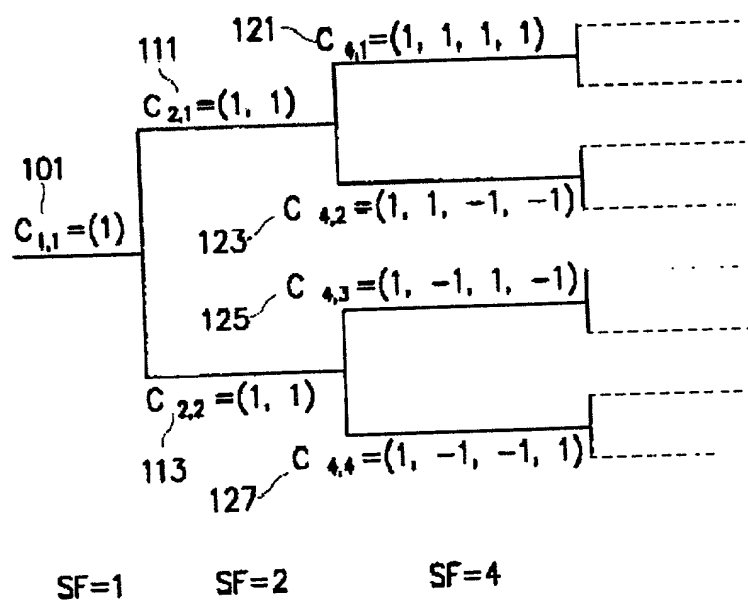 121
C4,1=(1, 1, 1, 1)
111
C2,1=(1, 1)
101
C1,1=(1)
C4,2=(1, 1, -1, -1)
123
C4,3=(1, -1, 1, -1)
125
C2,2=(1, 1)
113
C4,4=(1, -1, -1, 1)
127
SF=1 SF=2 SF=4